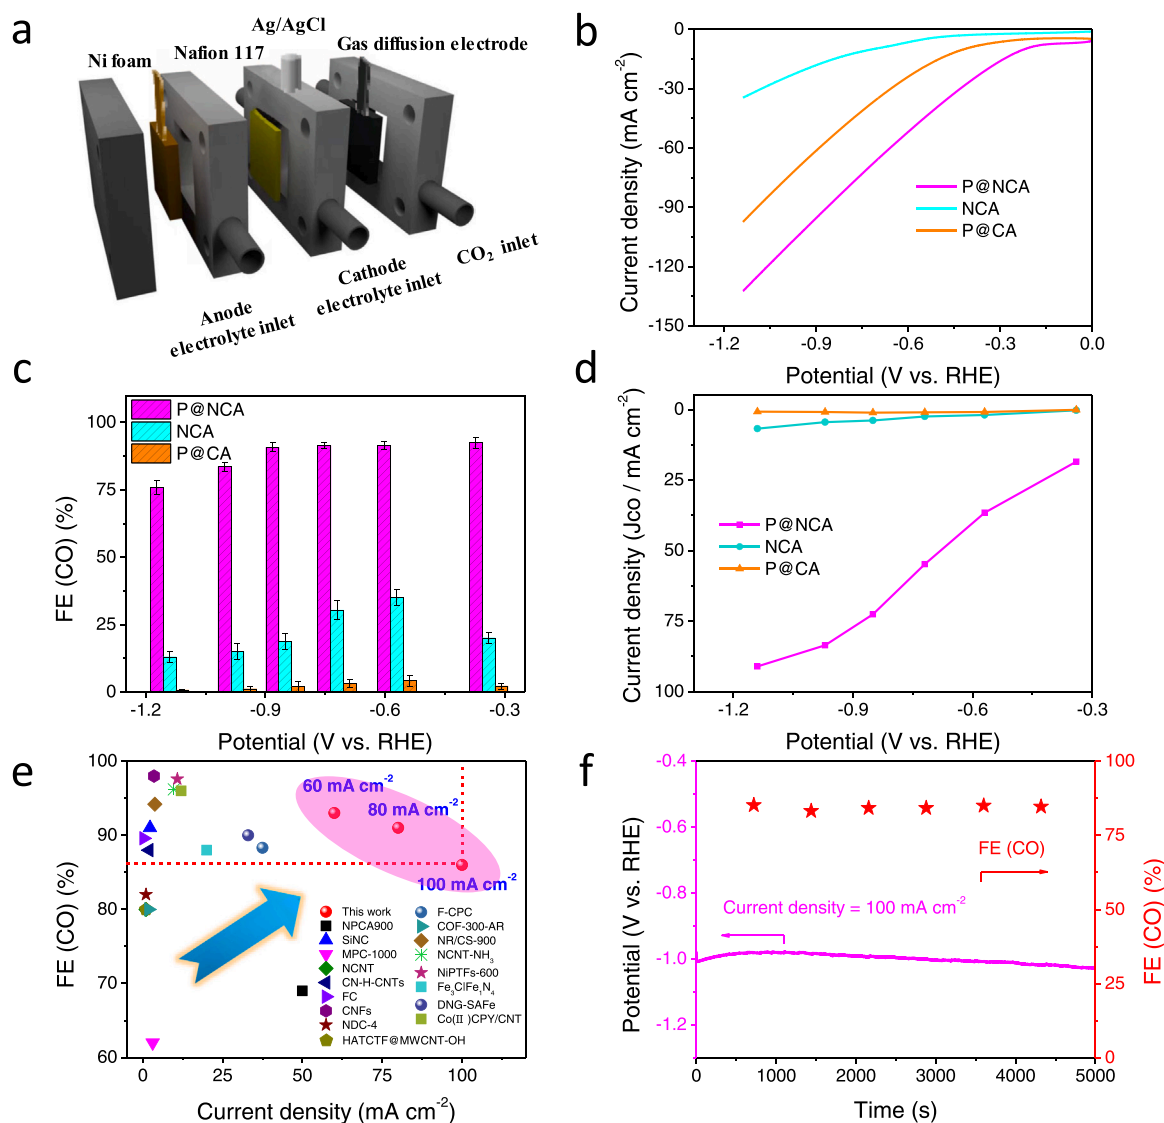 a
Ag/AgCl
Nafion 117
Gas diffusion electrode
Ni foam
CO2 inlet
Cathode
electrolyte inlet
Anode
electrolyte inlet
b
0
-30
-60
-90
-120
-150
Current density (mA cm-2)
P@NCA
NCA
P@CA
-1.2
-0.9
-0.6
-0.3
0.0
Potential (V vs. RHE)
c
P@NCA
NCA
P@CA
100
75
50
25
0
FE (CO) (%)
-1.2
-0.9
-0.6
-0.3
Potential (V vs. RHE)
d
0
25
50
75
100
Current density (Jco / mA cm-2)
P@NCA
NCA
P@CA
-1.2
-0.9
-0.6
-0.3
Potential (V vs. RHE)
e
100
90
80
70
60
FE (CO) (%)
60 mA cm-2
80 mA cm-2
100 mA cm-2
This work
NPCA900
SiNC
MPC-1000
NCNT
CN-H-CNTs
FC
CNFs
NDC-4
HATCTF@MWCNT-OH
F-CPC
COF-300-AR
NR/CS-900
NCNT-NH3
NiPTFs-600
Fe3C|Fe1N4
DNG-SAFe
Co(II)CPY/CNT
0
25
50
75
100
Current density (mA cm-2)
f
-0.4
-0.6
-0.8
-1.0
-1.2
Potential (V vs. RHE)
FE (CO)
Current density = 100 mA cm-2
100
75
50
25
0
FE (CO) (%)
0
1000
2000
3000
4000
5000
Time (s)